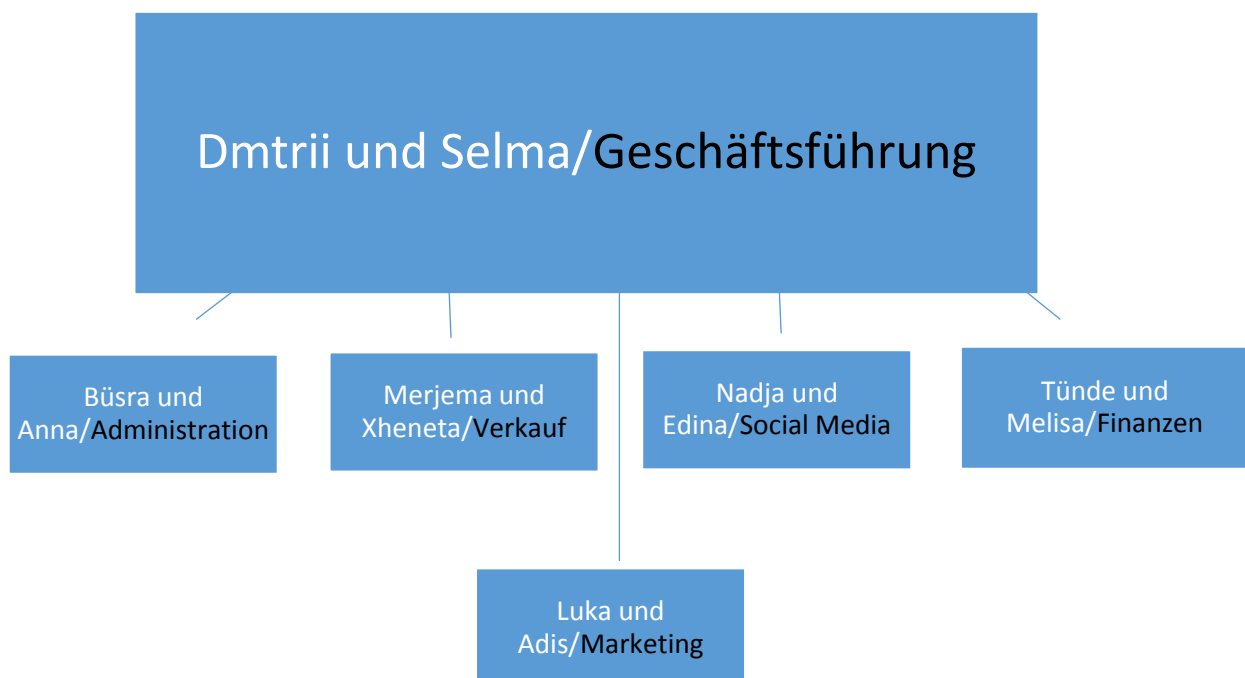 Dmtrii und Selma/Geschäftsführung
Büsra und
Anna/Administration
Merjema und
Xheneta/Verkauf
Nadja und
Edina/Social Media
Tünde und
Melisa/Finanzen
Luka und
Adis/Marketing